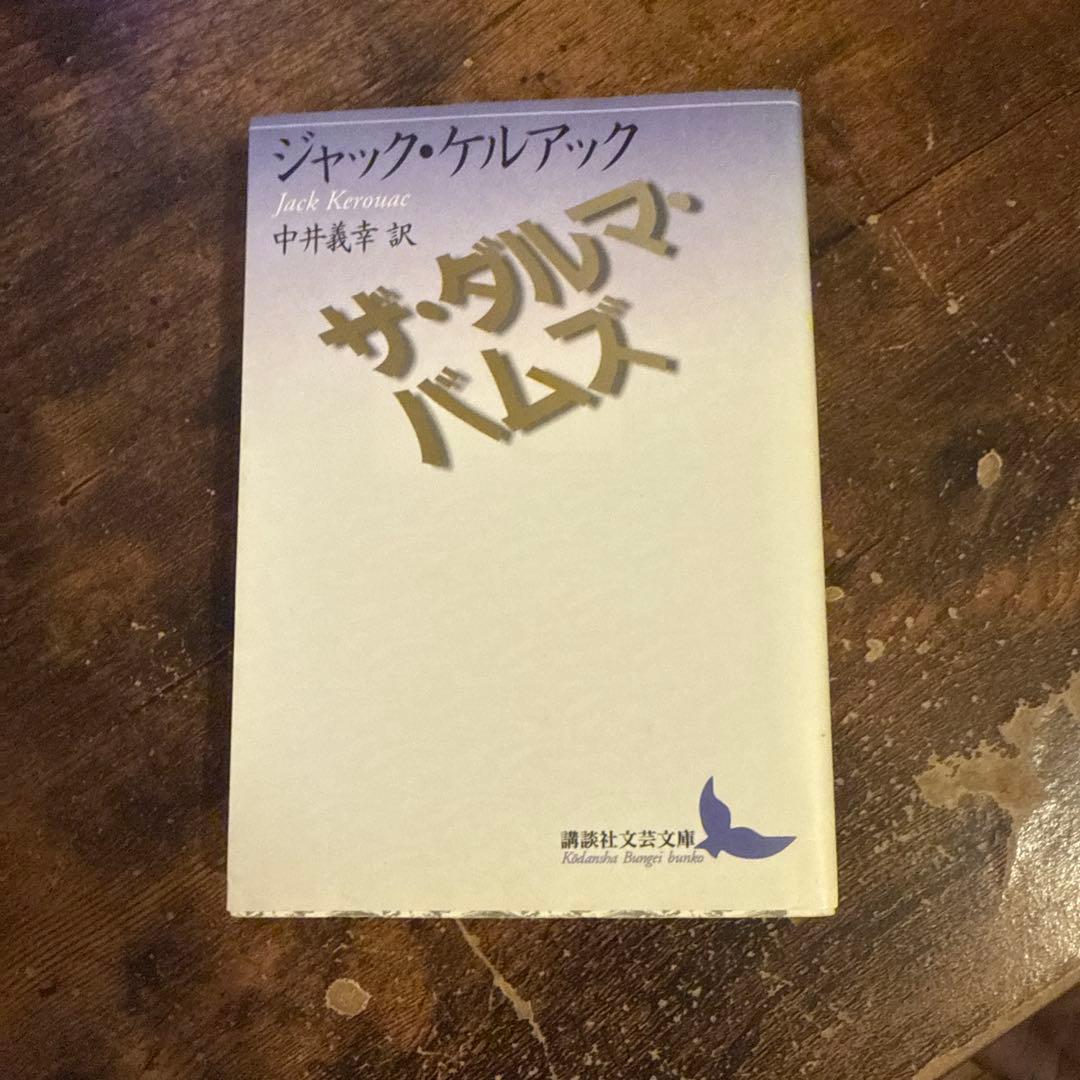 ジャック・ケルアック
Jack Kerouac
中井義幸 訳
ザ・ダルマ・
バムズ
講談社文芸文庫
Kōdansha Bungei bunko